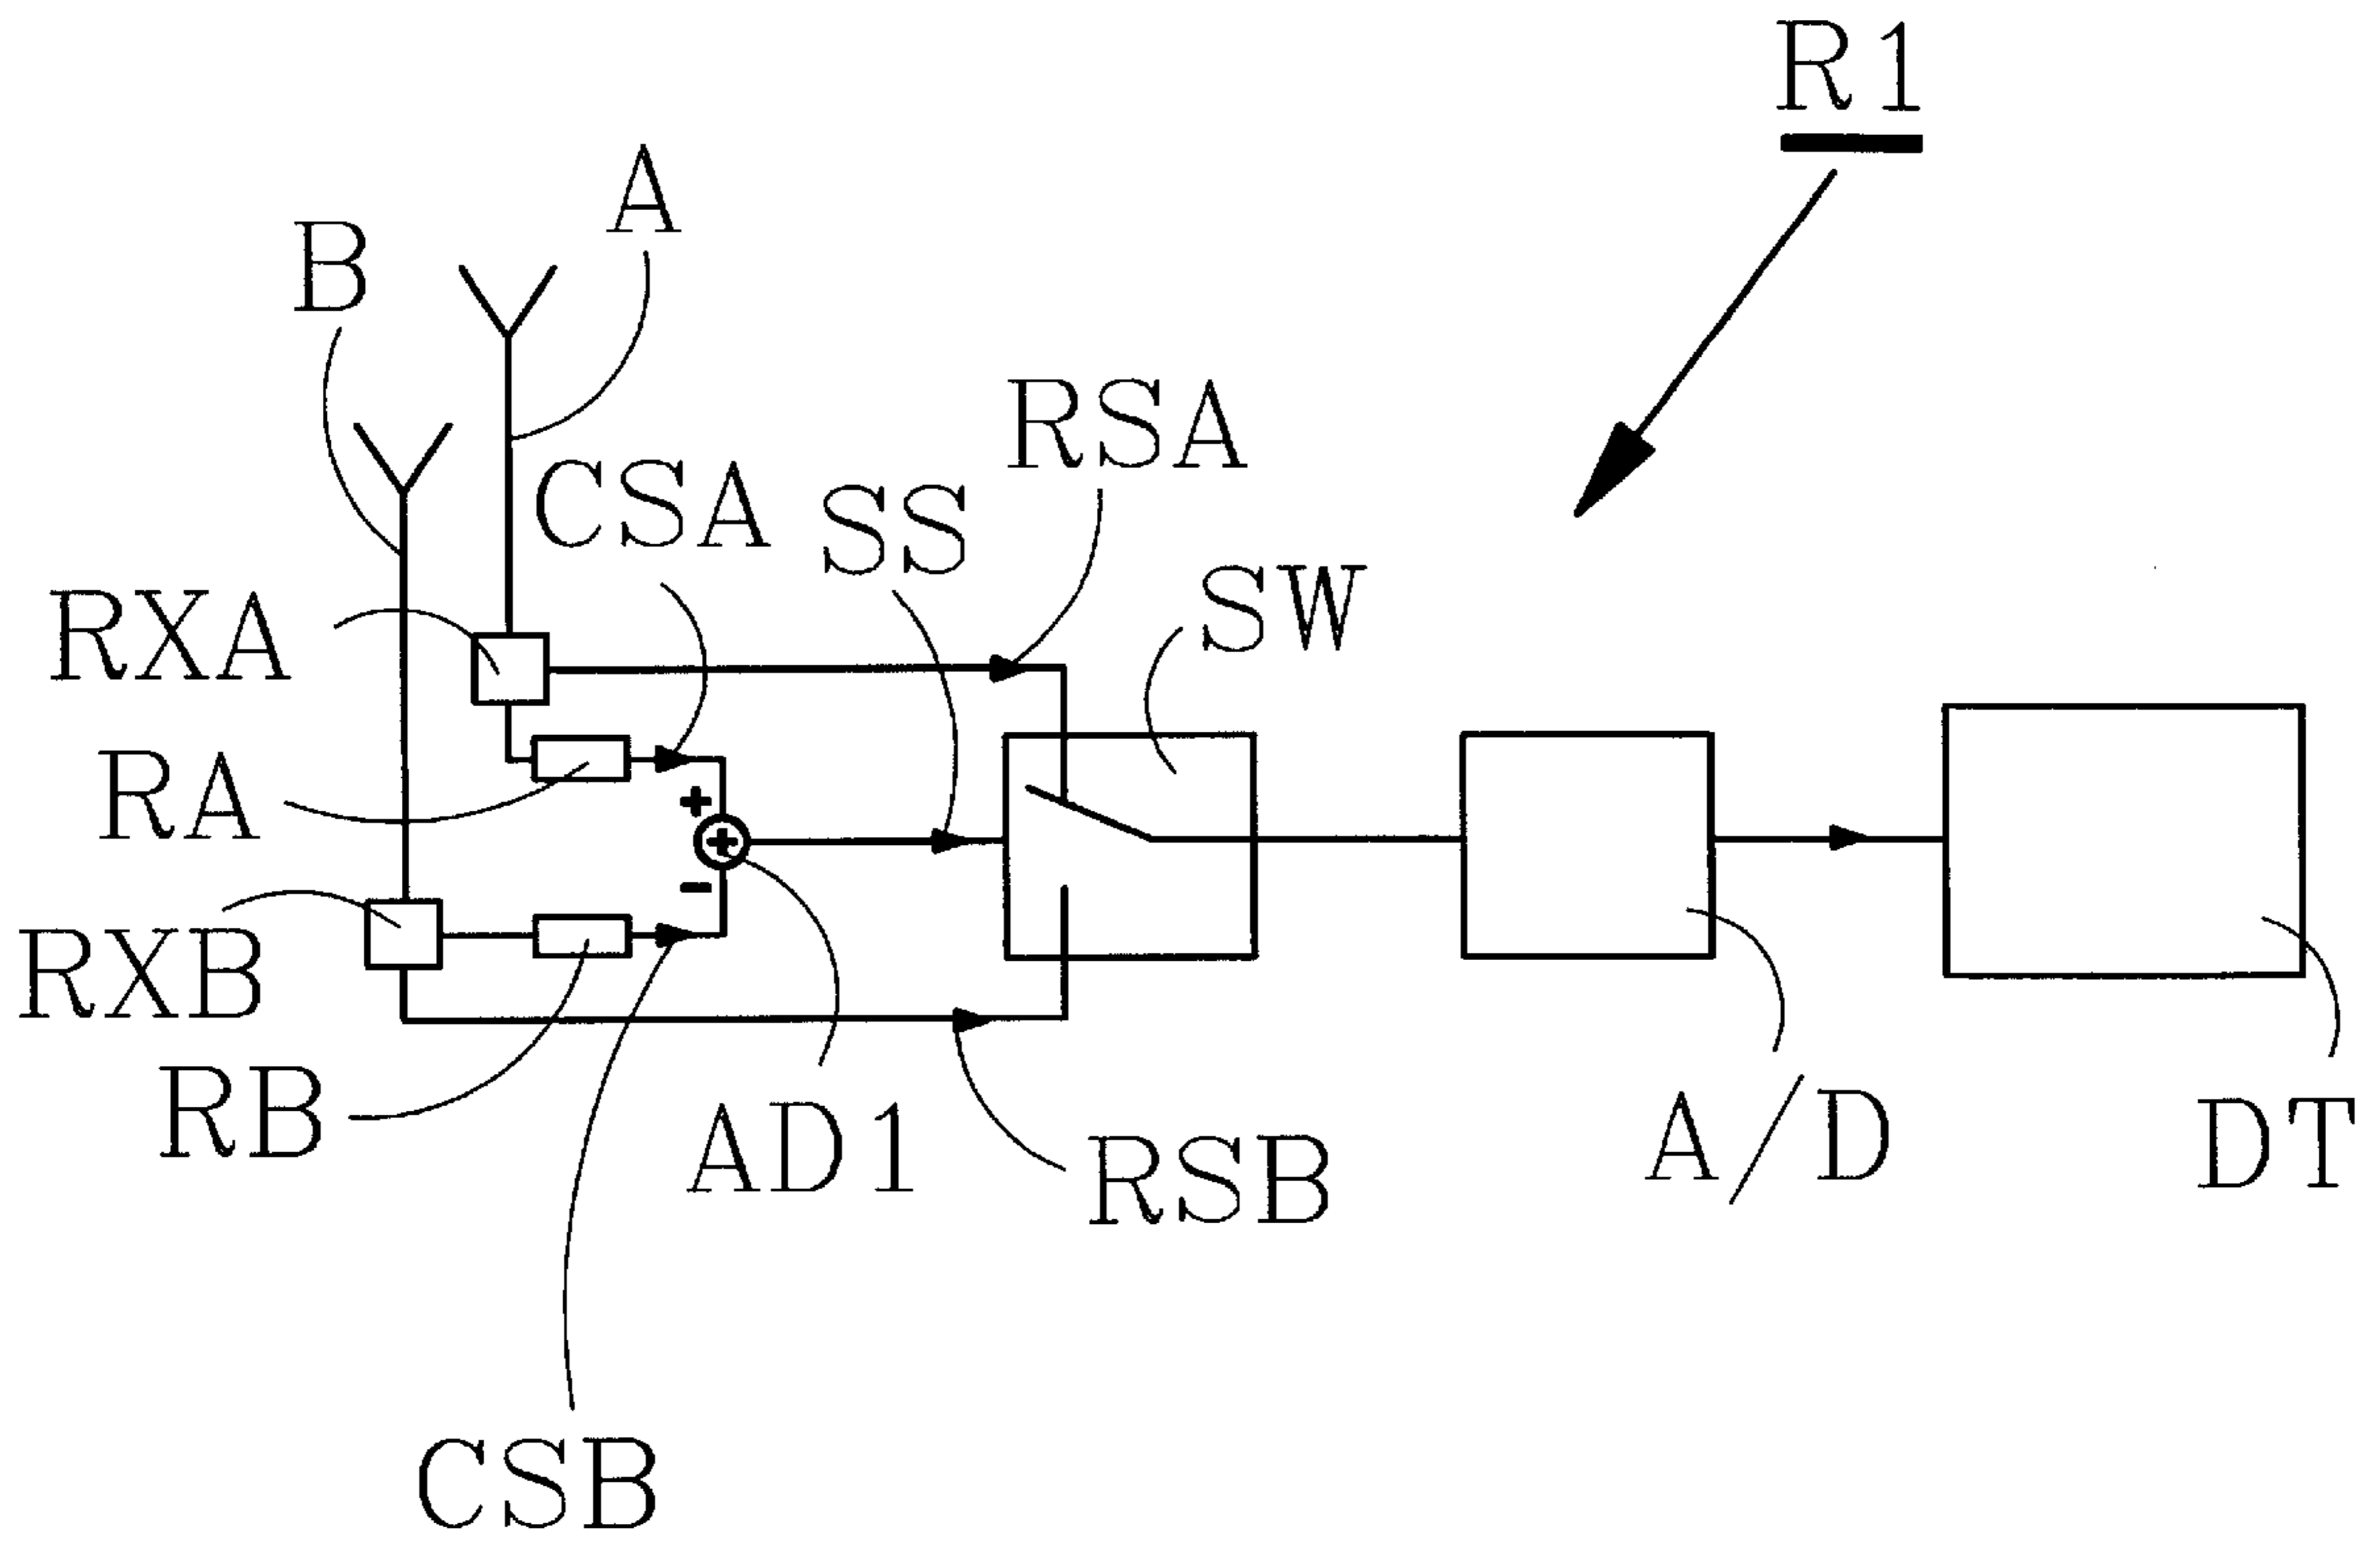 R1
A
B
RSA
CSA
SS
SW
RXA
RA
+
+
-
RXB
RB
AD1
RSB
A/D
DT
CSB